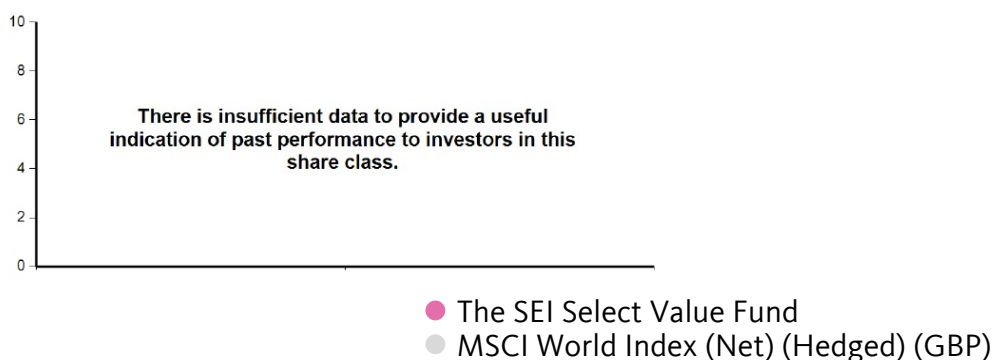 10
8
There is insufficient data to provide a useful
6
indication of past performance to investors in this
share class.
4
2
0
The SEI Select Value Fund
MSCI World Index (Net) (Hedged) (GBP)